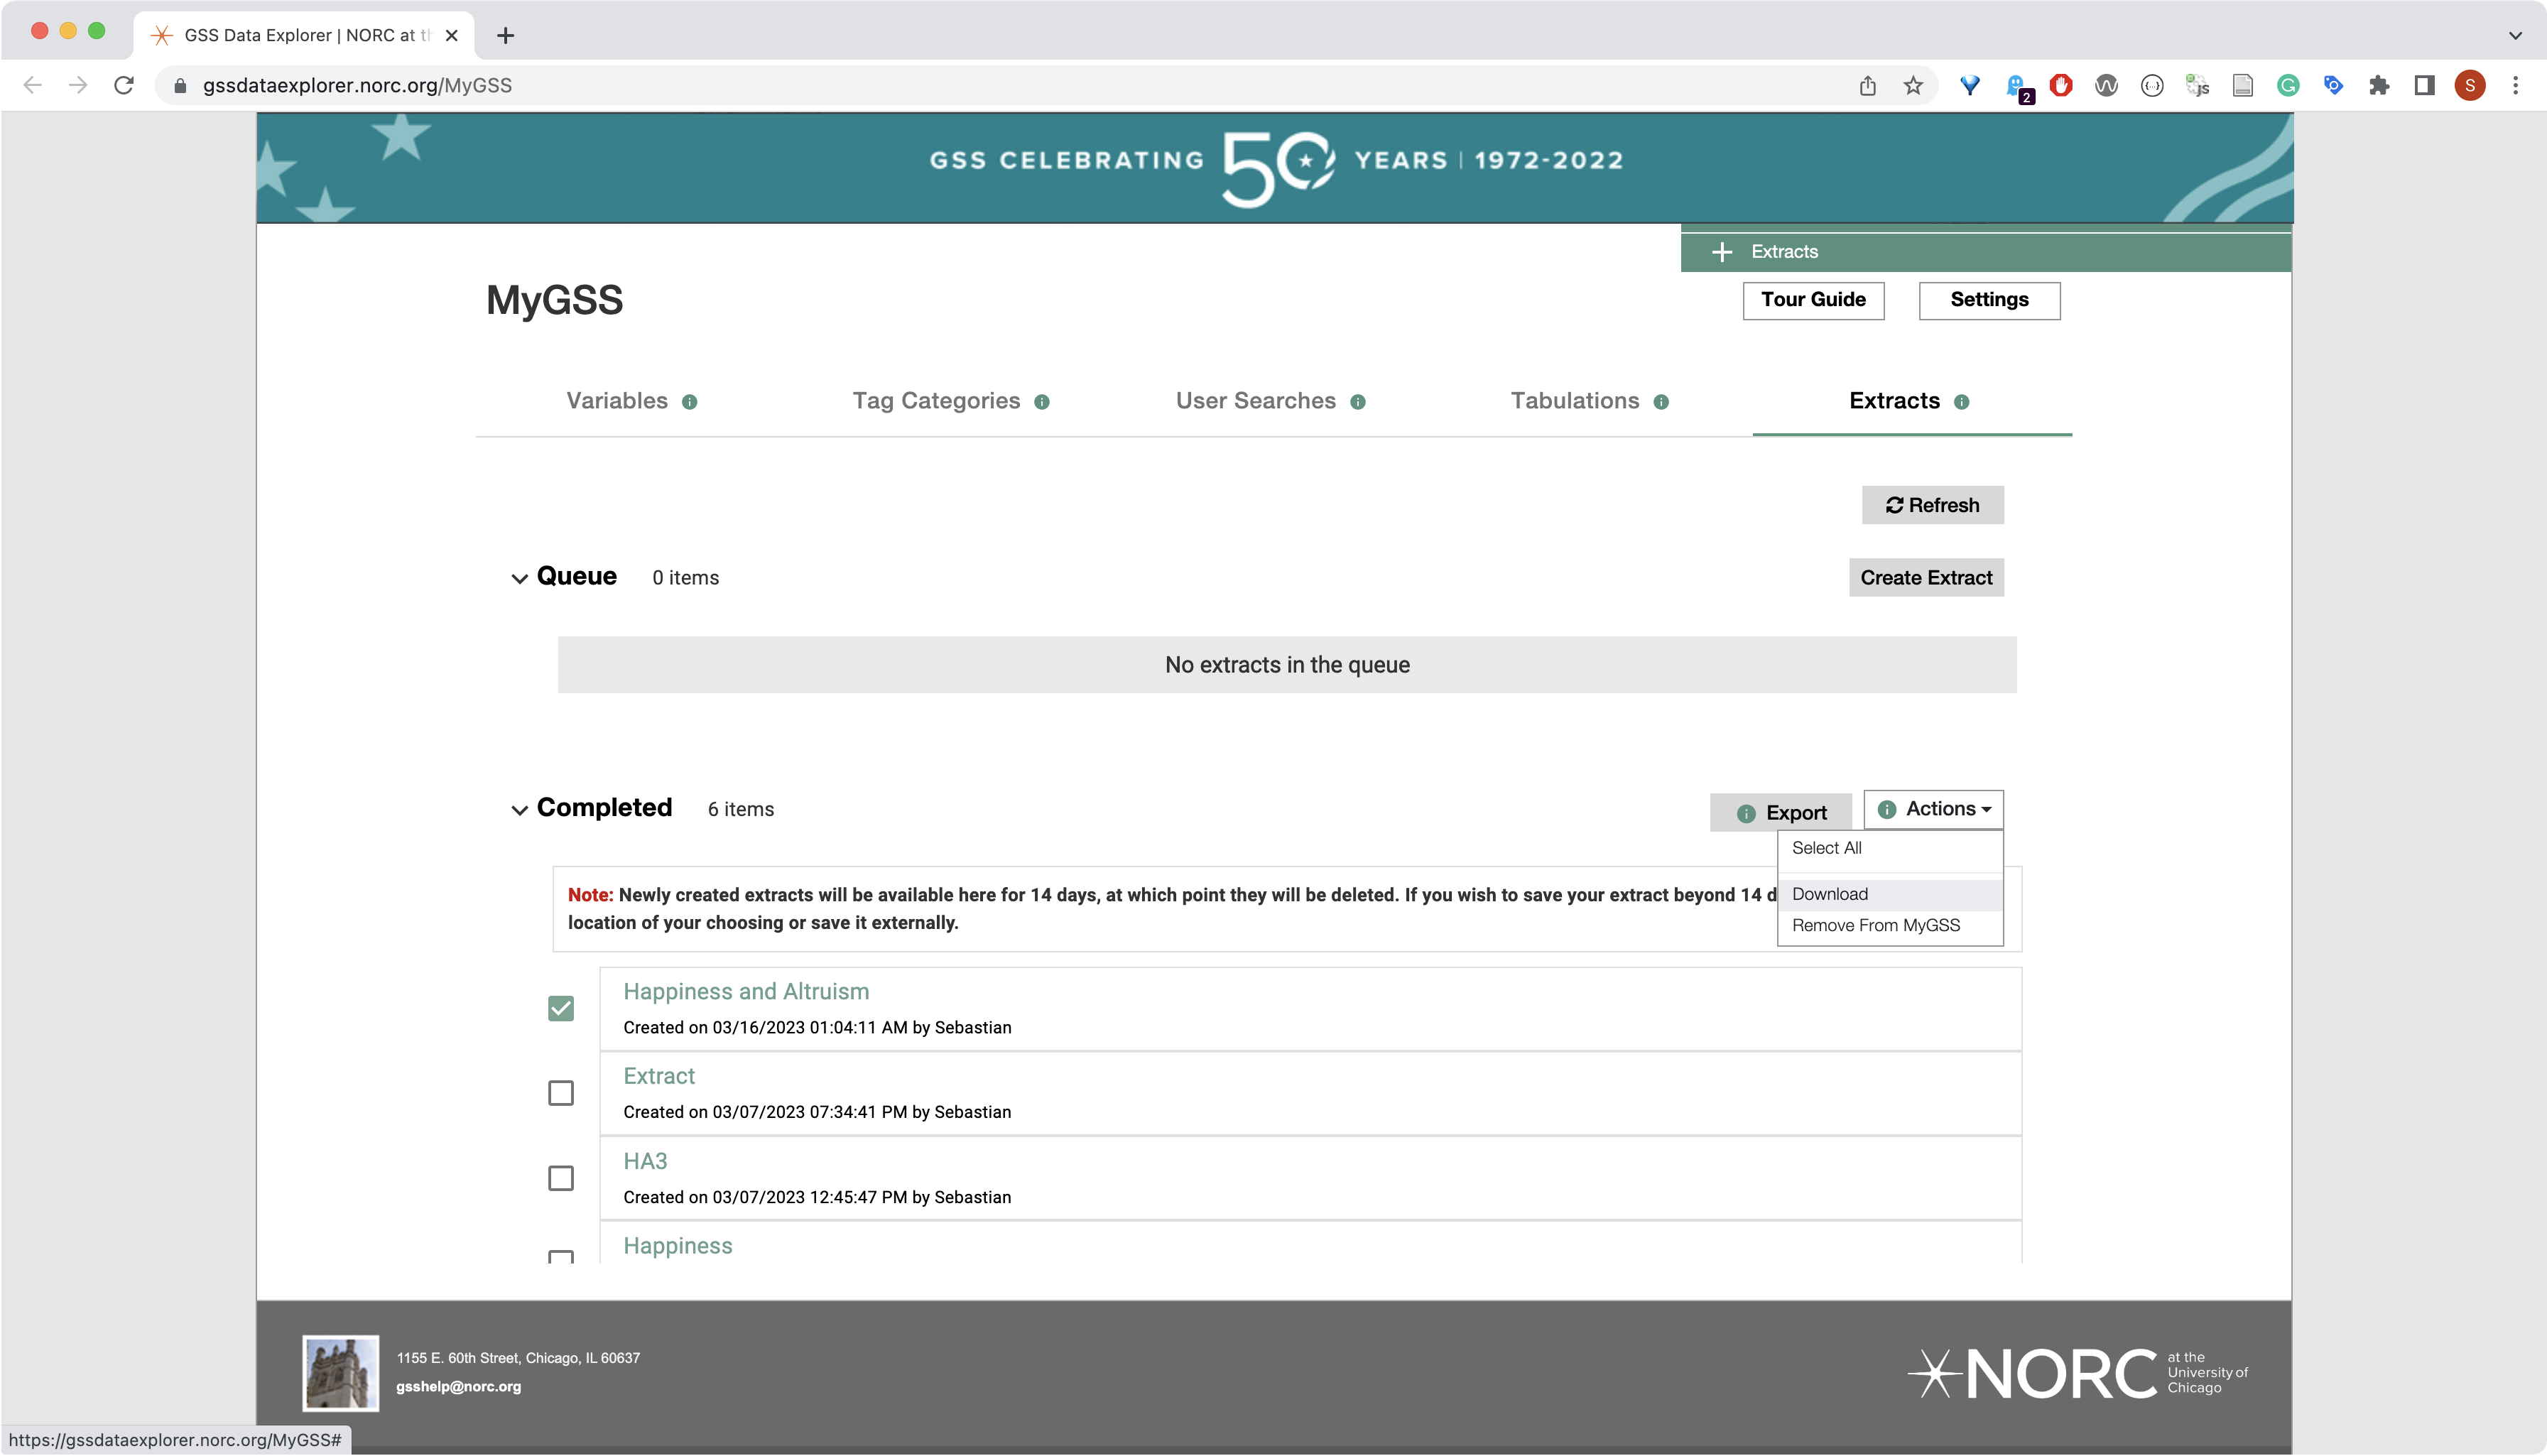 GSS Data Explorer | NORC at th
gssdataexplorer.norc.org/MyGSS
2
S
GSS CELEBRATING 50 YEARS | 1972-2022
Extracts
MyGSS
Tour Guide
Settings
Variables
Tag Categories
User Searches
Tabulations
Extracts
Refresh
Queue 0 items
Create Extract
No extracts in the queue
Completed 6 items
Export
Actions
Select All
Download
Remove From MyGSS
Note: Newly created extracts will be available here for 14 days, at which point they will be deleted. If you wish to save your extract beyond 14 d
location of your choosing or save it externally.
Happiness and Altruism
Created on 03/16/2023 01:04:11 AM by Sebastian
Extract
Created on 03/07/2023 07:34:41 PM by Sebastian
HA3
Created on 03/07/2023 12:45:47 PM by Sebastian
Happiness
1155 E. 60th Street, Chicago, IL 60637
gsshelp@norc.org
NORC
at the
University of
Chicago
https://gssdataexplorer.norc.org/MyGSS#